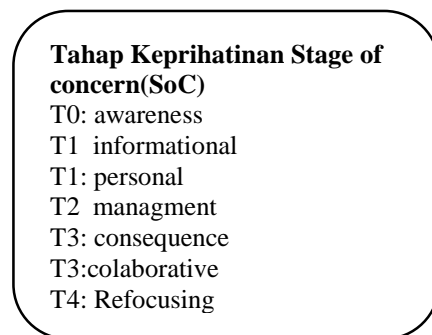 Tahap Keprihatinan Stage of
concern(SoC)
T0: awareness
T1 informational
T1: personal
T2 managment
T3: consequence
T3:colaborative
T4: Refocusing